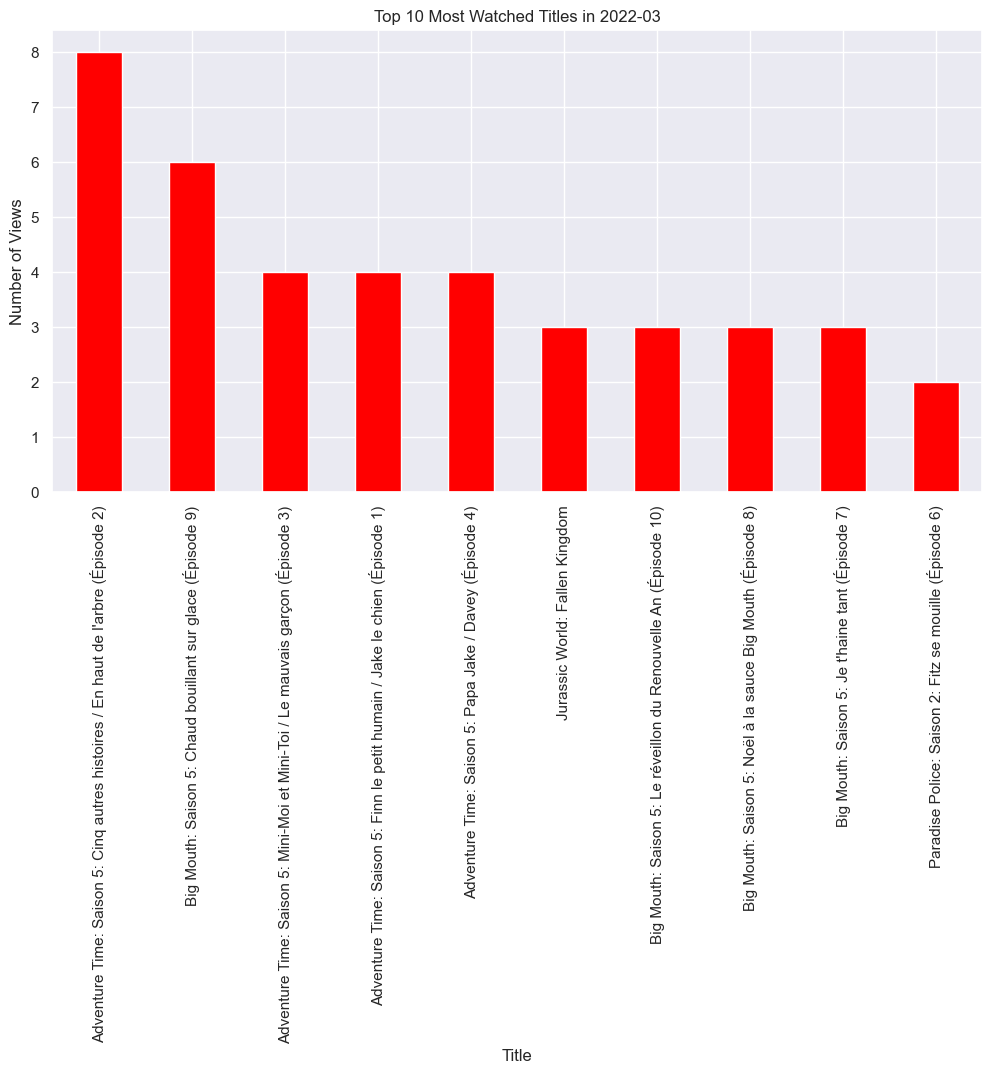 Top 10 Most Watched Titles in 2022-03
Number of Views
8
7
6
5
4
3
2
1
0
Adventure Time: Saison 5: Cinq autres histoires / En haut de l'arbre (Épisode 2)
Big Mouth: Saison 5: Chaud bouillant sur glace (Épisode 9)
Adventure Time: Saison 5: Mini-Moi et Mini-Toi / Le mauvais garçon (Épisode 3)
Adventure Time: Saison 5: Finn le petit humain / Jake le chien (Épisode 1)
Adventure Time: Saison 5: Papa Jake / Davey (Épisode 4)
Jurassic World: Fallen Kingdom
Big Mouth: Saison 5: Le réveillon du Renouvelle An (Épisode 10)
Big Mouth: Saison 5: Noël à la sauce Big Mouth (Épisode 8)
Big Mouth: Saison 5: Je t'haine tant (Épisode 7)
Paradise Police: Saison 2: Fitz se mouille (Épisode 6)
Title